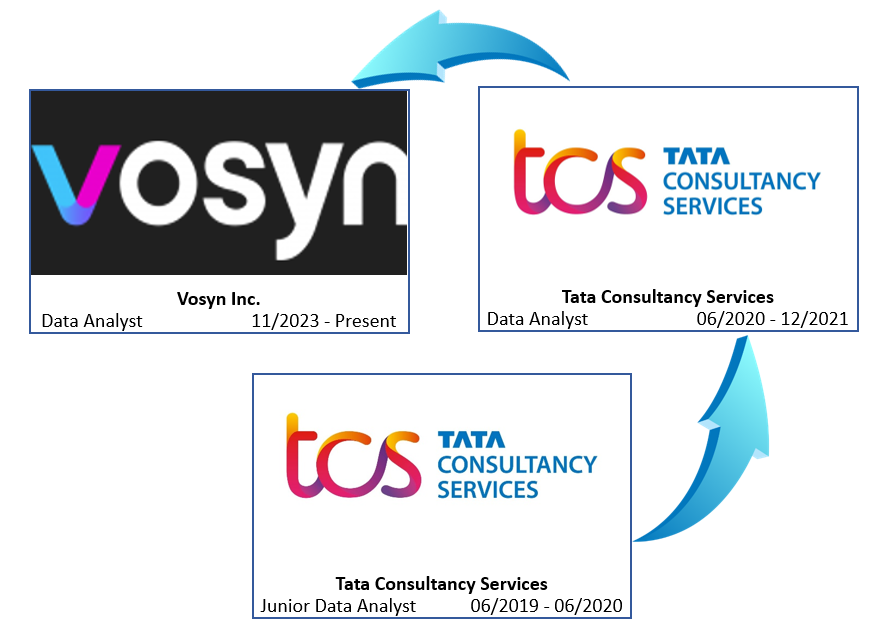 vosyn
Vosyn Inc.
Data Analyst 11/2023 - Present
tcs TATA
CONSULTANCY
SERVICES
Tata Consultancy Services
Data Analyst 06/2020 - 12/2021
tcs TATA
CONSULTANCY
SERVICES
Tata Consultancy Services
Junior Data Analyst 06/2019 - 06/2020